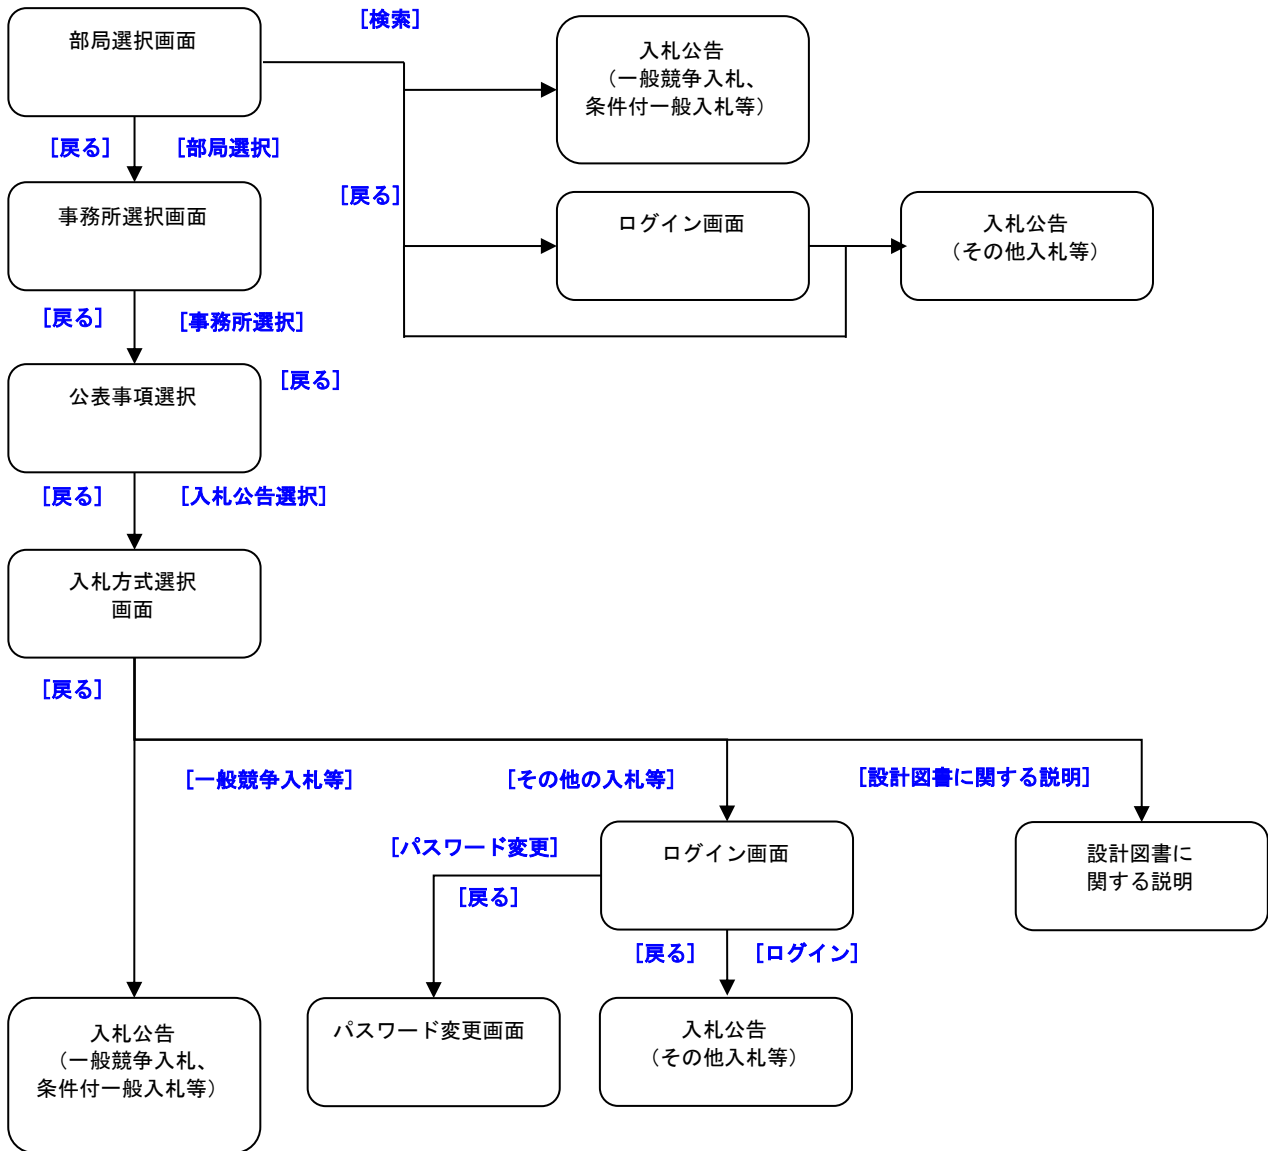 [検索]
部局選択画面
入札公告
（一般競争入札、
条件付一般入札等）
[戻る]
[部局選択]
[戻る]
事務所選択画面
ログイン画面
入札公告
（その他入札等）
[戻る]
[事務所選択]
[戻る]
公表事項選択
[戻る]
[入札公告選択]
入札方式選択
画面
[戻る]
[一般競争入札等]
[その他の入札等]
[設計図書に関する説明]
[パスワード変更]
ログイン画面
設計図書に
関する説明
[戻る]
[戻る]
[ログイン]
入札公告
（一般競争入札、
条件付一般入札等）
パスワード変更画面
入札公告
（その他入札等）